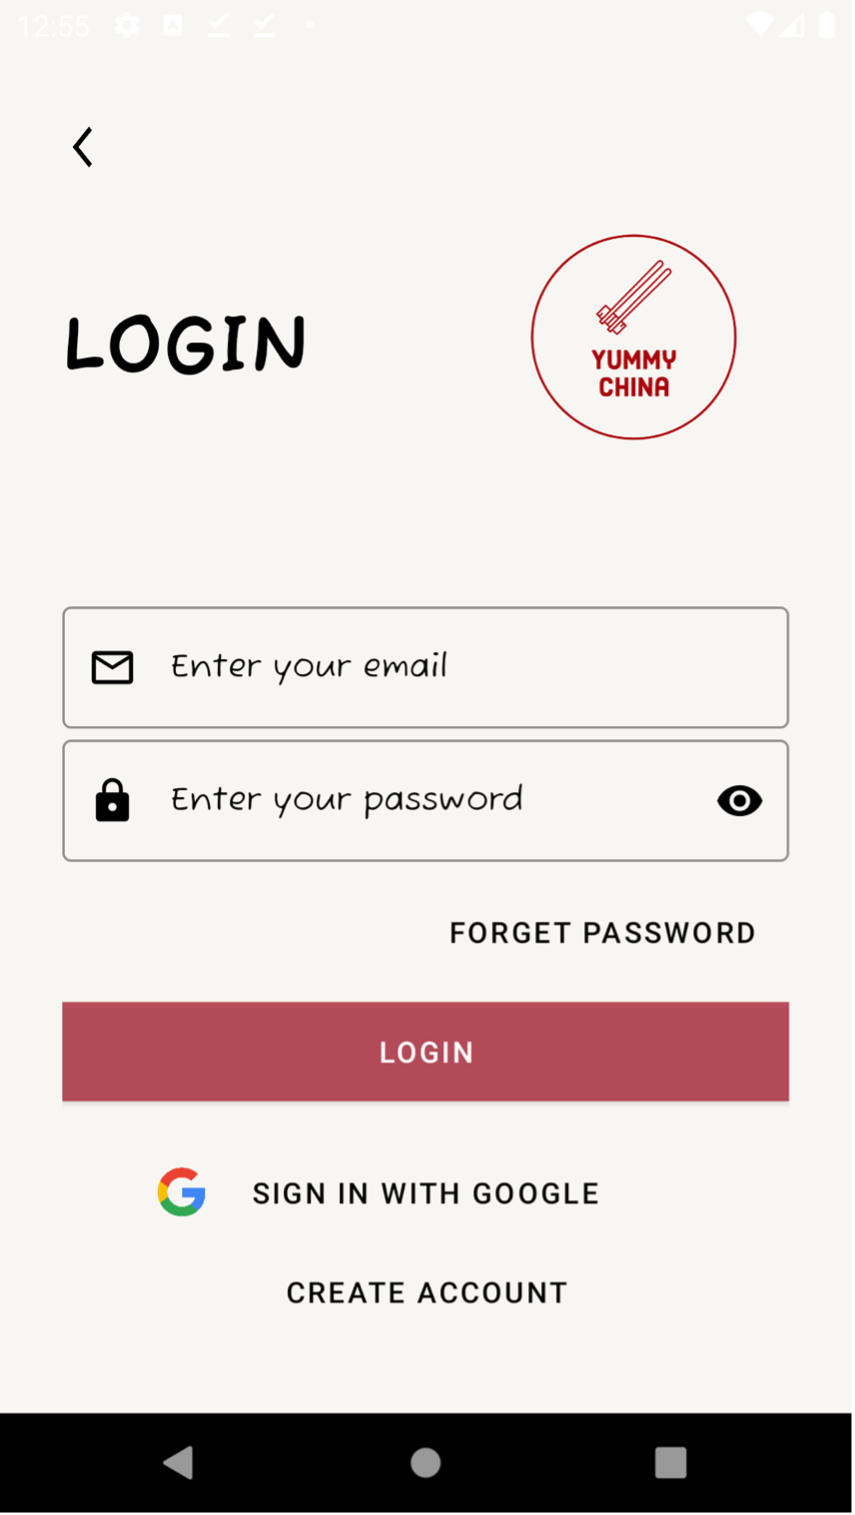 12:55
LOGIN
YUMMY
CHINA
Enter your email
Enter your password
FORGET PASSWORD
LOGIN
SIGN IN WITH GOOGLE
CREATE ACCOUNT